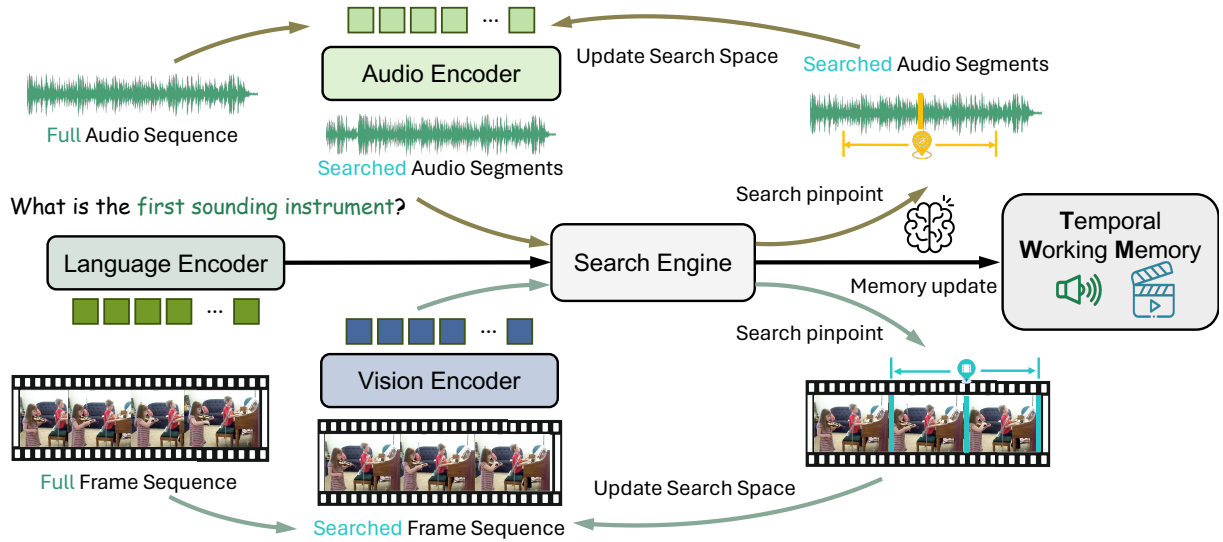 ...
Audio Encoder
Update Search Space
Searched Audio Segments
Full Audio Sequence
Searched Audio Segments
What is the first sounding instrument?
Search pinpoint
Language Encoder
Search Engine
Temporal
Working Memory
Memory update
...
...
Search pinpoint
Vision Encoder
Full Frame Sequence
Update Search Space
Searched Frame Sequence